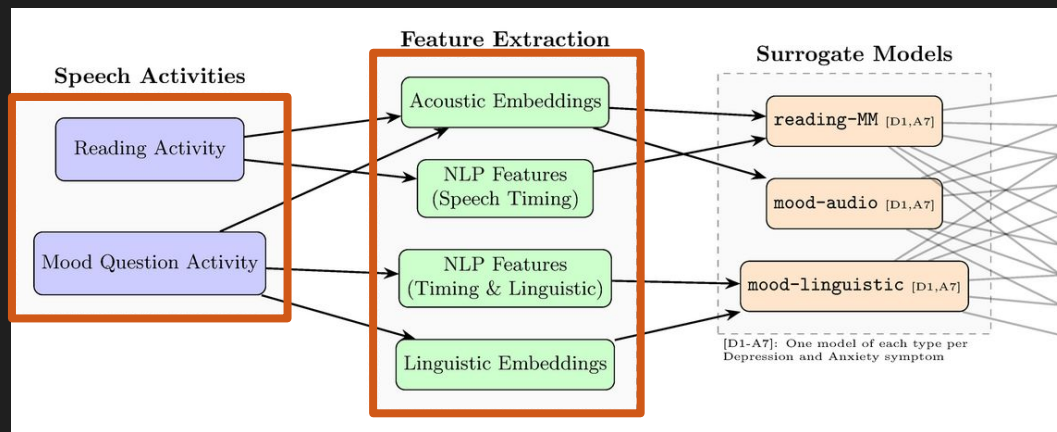 Feature Extraction
Speech Activities
Surrogate Models
Reading Activity
Mood Question Activity
Acoustic Embeddings
NLP Features
(Speech Timing)
NLP Features
(Timing & Linguistic)
Linguistic Embeddings
reading-MM [D1,A7]
mood-audio [D1,A7]
mood-linguistic [D1,A7]
[D1-A7]: One model of each type per
Depression and Anxiety symptom